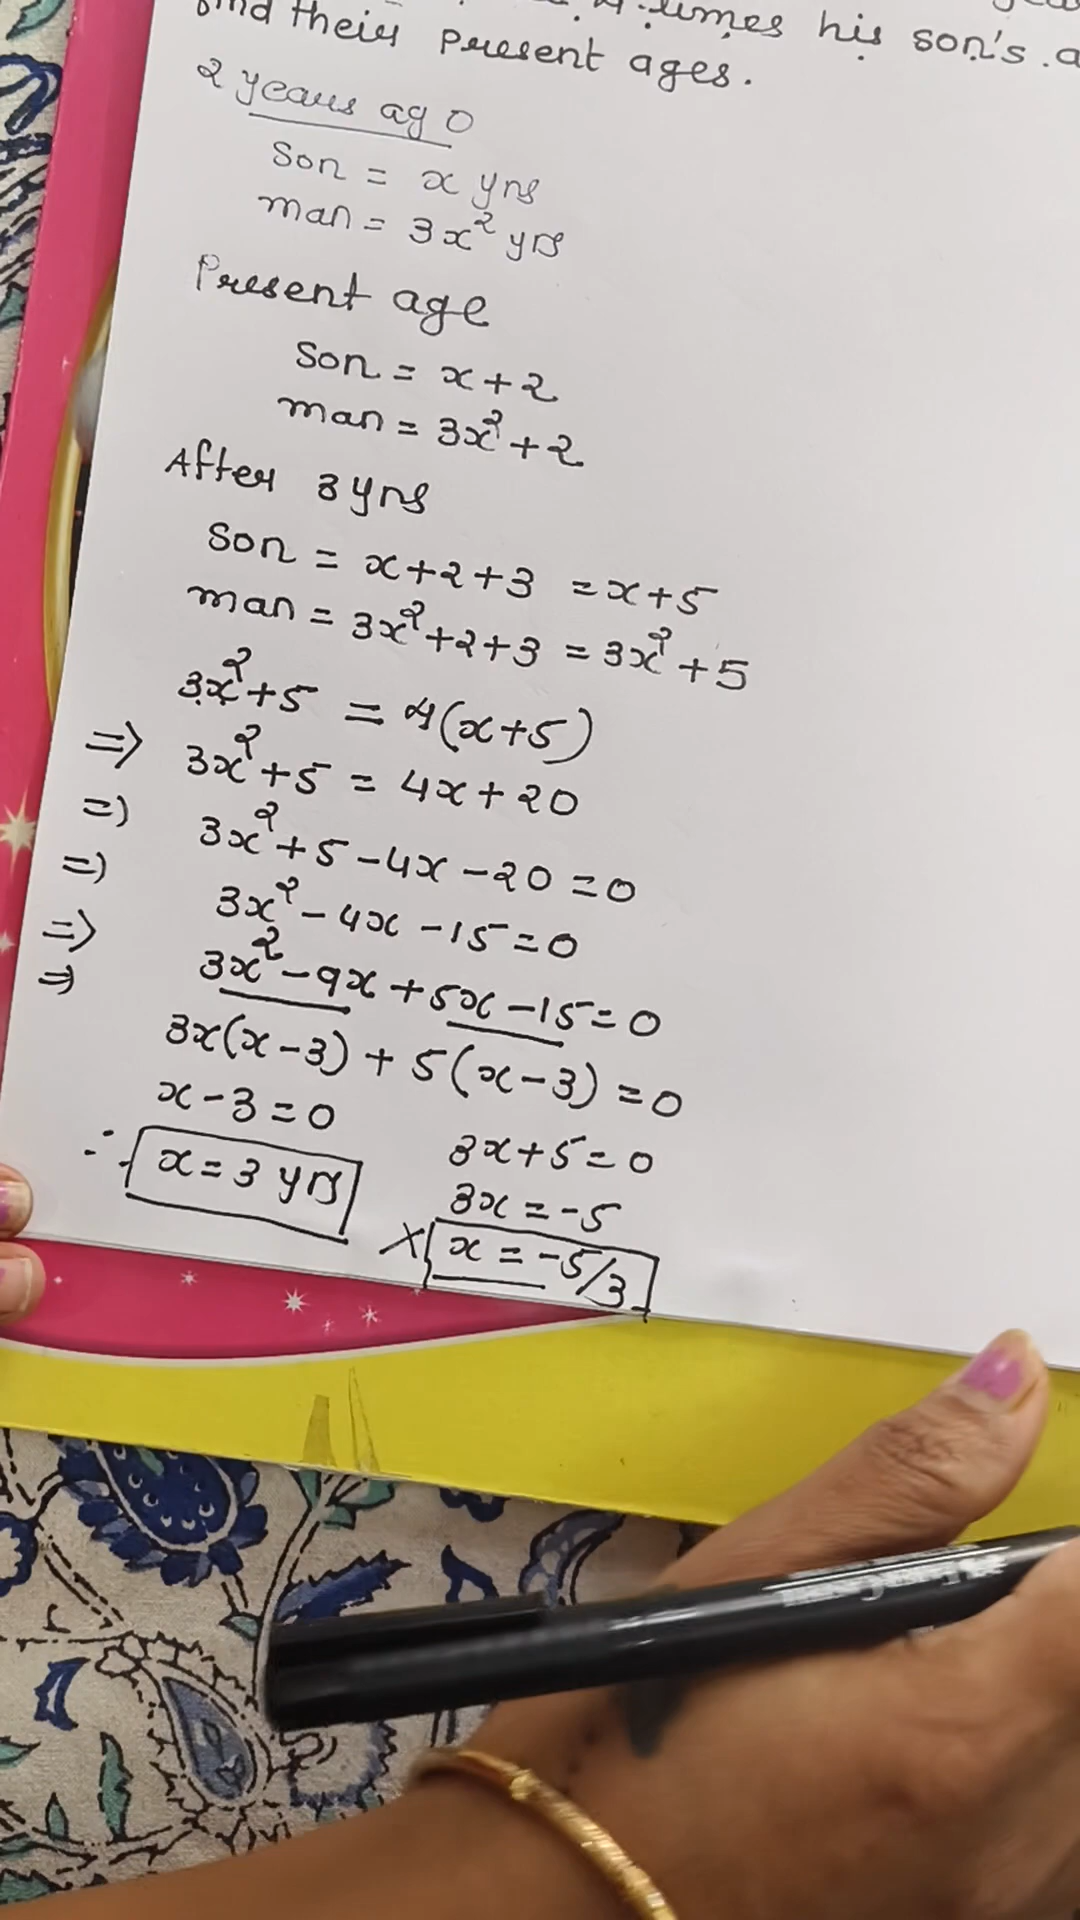 times his son's
find their present ages.
2 years ago
Son = x yrs
man = 3x² yrs
Present age
Son = x+2
man = 3x²+2
After 3 yrs
Son = x+2+3 = x+5
man = 3x²+2+3 = 3x²+5
3x²+5 = 4(x+5)
=> 3x²+5 = 4x+20
=> 3x²+5-4x-20=0
=> 3x²-4x-15=0
=> 3x²-9x+5x-15=0
=> 3x(x-3)+5(x-3)=0
x-3=0 3x+5=0
∴ x=3 yrs 3x=-5
× x=-5/3